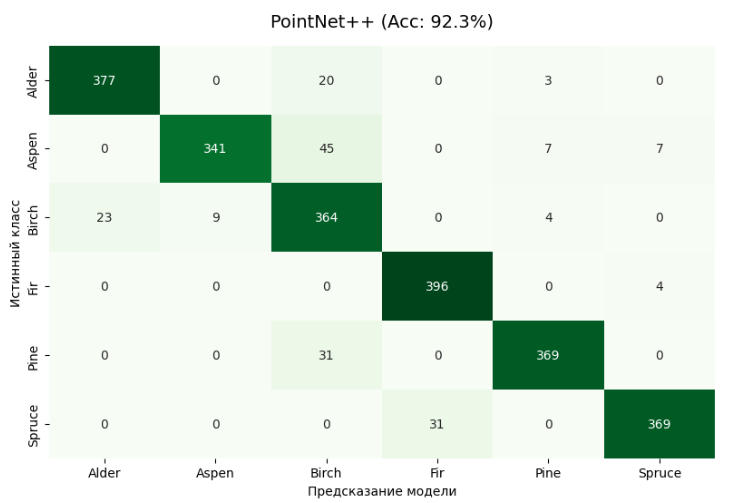 PointNet++ (Acc: 92.3%)
Истинный класс
Alder 377 0 20 0 3 0
Aspen 0 341 45 0 7 7
Birch 23 9 364 0 4 0
Fir 0 0 0 396 0 4
Pine 0 0 31 0 369 0
Spruce 0 0 0 31 0 369
Alder Aspen Birch Fir Pine Spruce
Предсказание модели